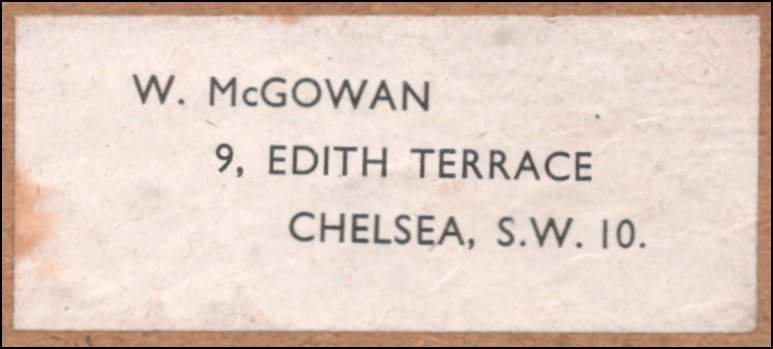 W. McGOWAN
9, EDITH TERRACE
CHELSEA, S.W. 10.